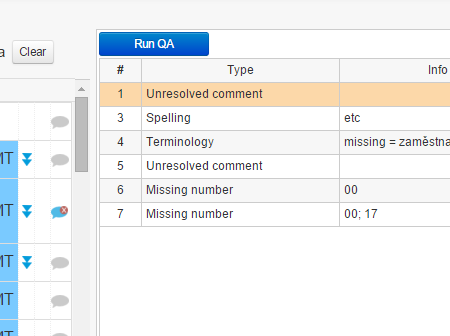 a Clear
Run QA
# Type Info
1 Unresolved comment
3 Spelling etc
4 Terminology missing =
5 Unresolved comment
6 Missing number 00
7 Missing number 00; 17
MT
MT
MT
MT
MT